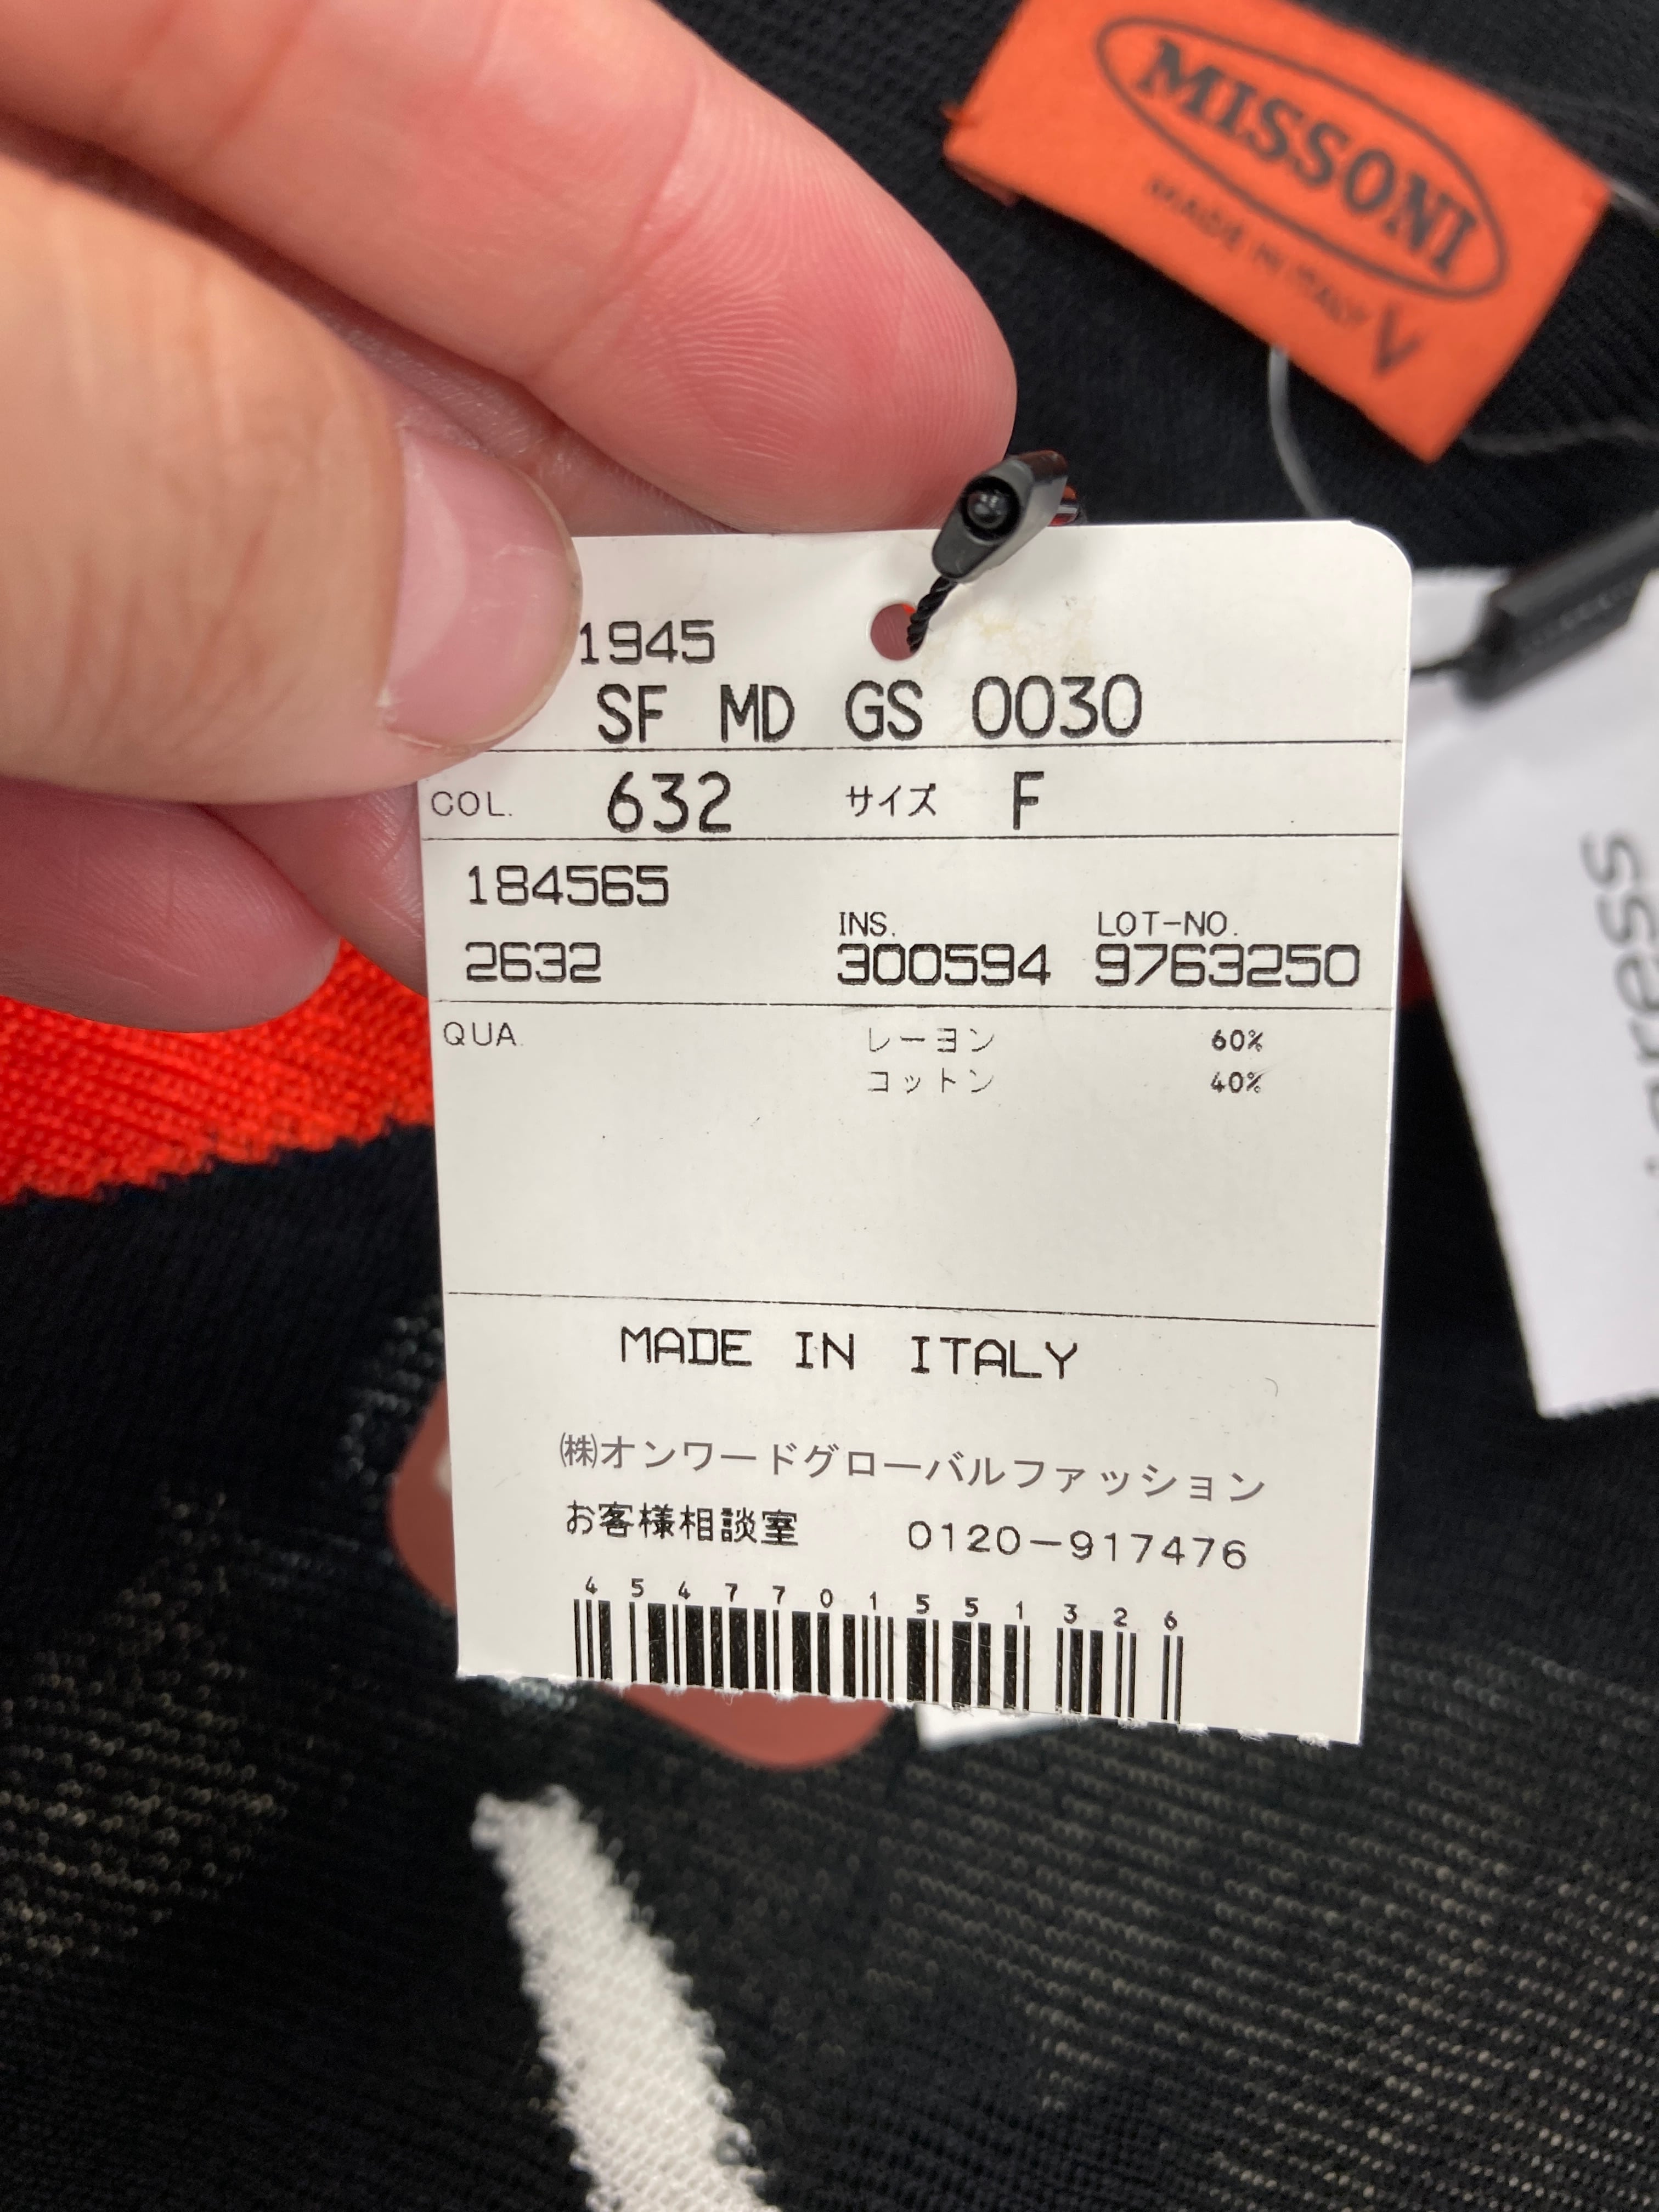 MISSONI
MADE IN ITALY V
1945
SF MD GS 0030
COL. 632 サイズ F
184565
INS. LOT-NO.
2632 300594 9763250
QUA. レーヨン 60%
コットン 40%
MADE IN ITALY
㈱オンワードグローバルファッション
お客様相談室 0120-917476
4547701551326